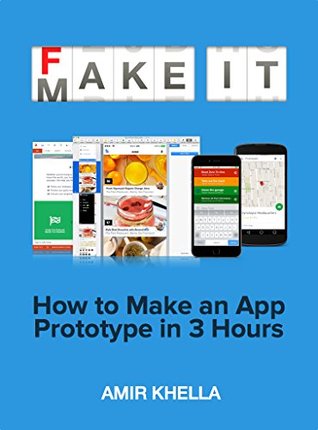 F
MAKE IT
How to Make an App
Prototype in 3 Hours
AMIR KHELLA